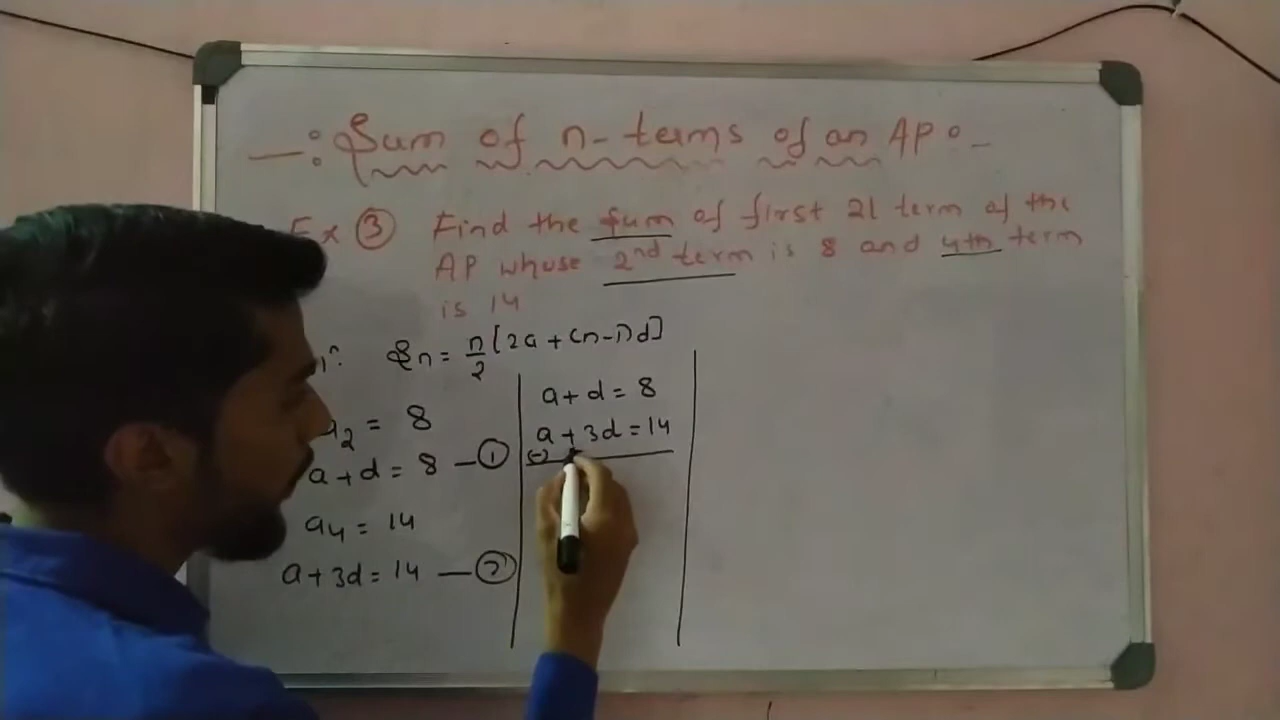 —: Sum of n- terms of an AP :-
Ex ③ Find the sum of first 21 term of the
AP whose 2nd term is 8 and 4th term
is 14
Sn = n/2 [2a + (n-1)d]
a2 = 8
a + d = 8 — ①
a4 = 14
a + 3d = 14 — ②
a + d = 8
a + 3d = 14
(-)